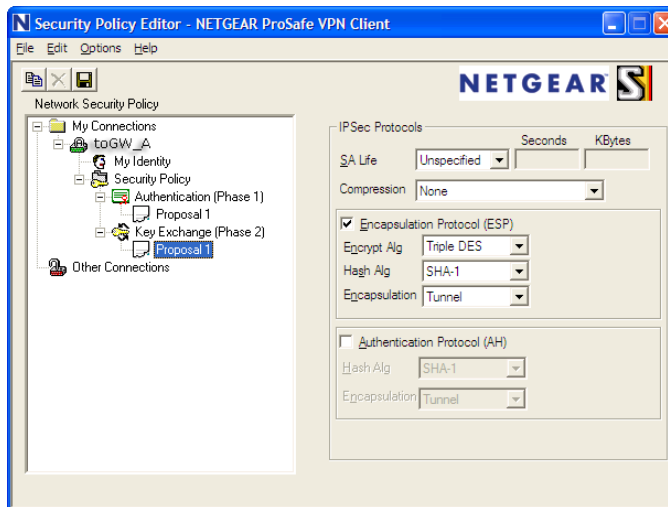 N Security Policy Editor - NETGEAR ProSafe VPN Client
File Edit Options Help
NETGEAR S
Network Security Policy
My Connections
toGW_A
My Identity
Security Policy
Authentication (Phase 1)
Proposal 1
Key Exchange (Phase 2)
Proposal 1
Other Connections
IPSec Protocols
Seconds KBytes
SA Life Unspecified
Compression None
Encapsulation Protocol (ESP)
Encrypt Alg Triple DES
Hash Alg SHA-1
Encapsulation Tunnel
Authentication Protocol (AH)
Hash Alg SHA-1
Encapsulation Tunnel